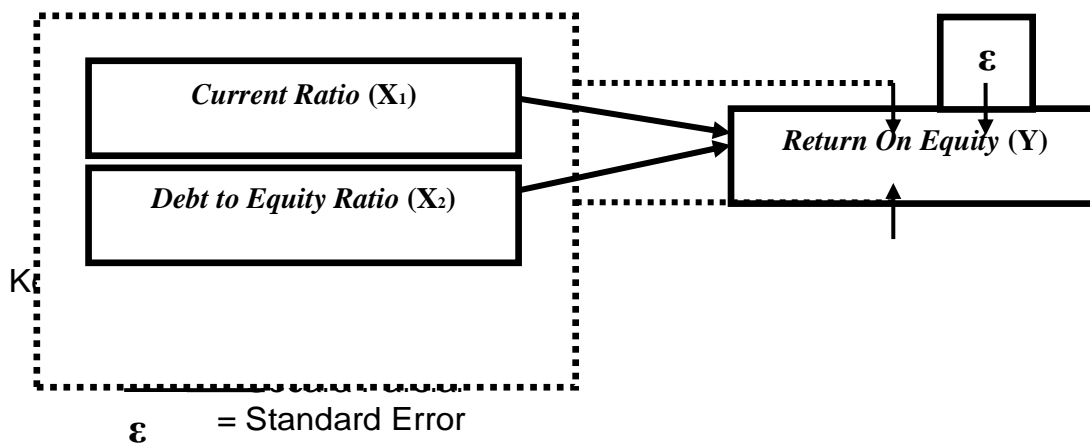 ε
Current Ratio (X₁)
Return On Equity (Y)
Debt to Equity Ratio (X₂)
ε = Standard Error